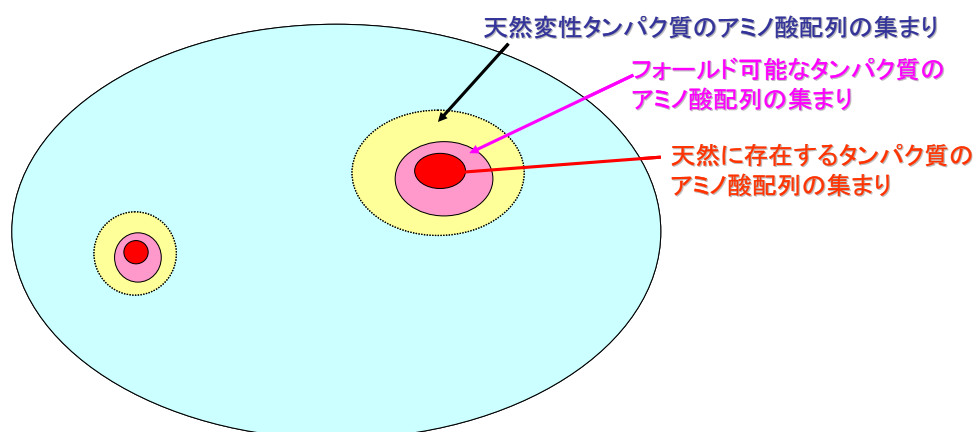 天然変性タンパク質のアミノ酸配列の集まり
フォールド可能なタンパク質の
アミノ酸配列の集まり
天然に存在するタンパク質の
アミノ酸配列の集まり